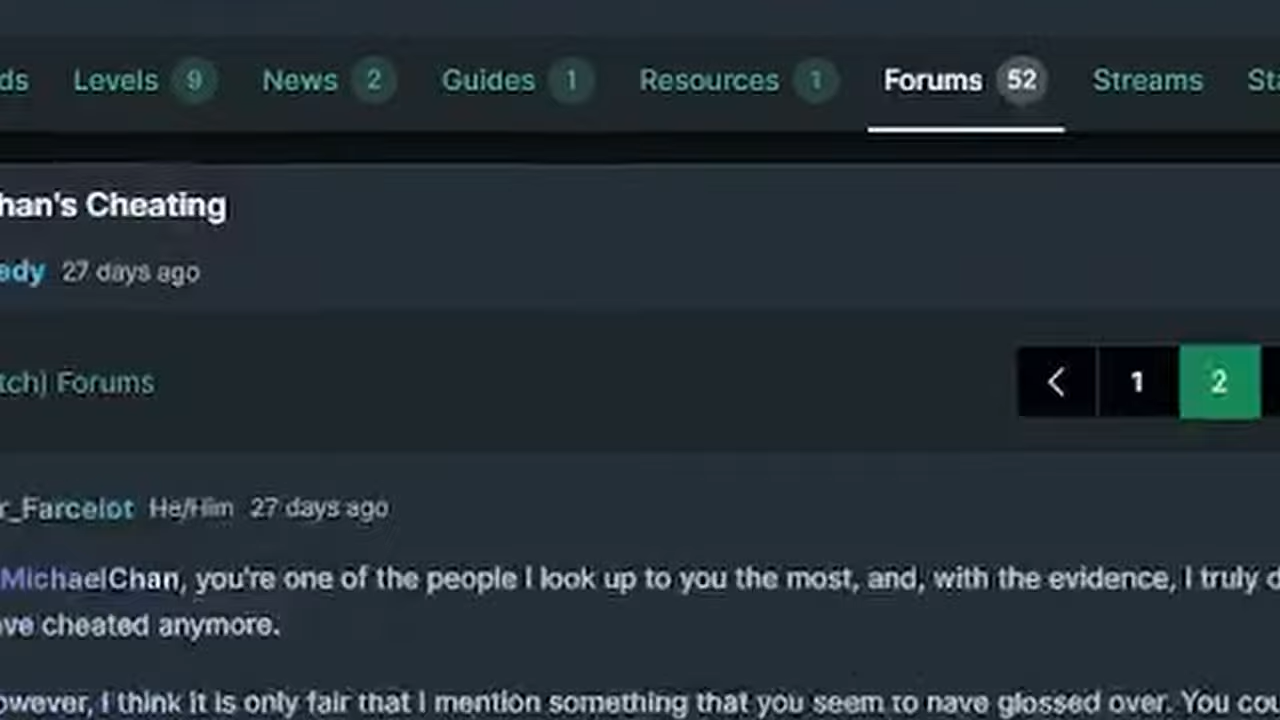 ds Levels 9 News 2 Guides 1 Resources 1 Forums 52 Streams St
han's Cheating
edy 27 days ago
tch) Forums
1 2
r_Farcelot He/Him 27 days ago
MichaelChan, you're one of the people I look up to you the most, and, with the evidence, I truly d
ve cheated anymore.
owever, I think it is only fair that I mention something that you seem to have glossed over. You cou